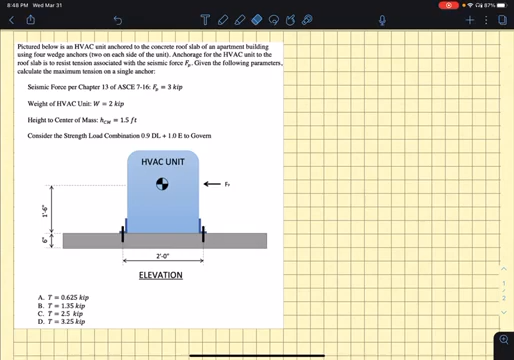 8:46 PM Wed Mar 31
87%
Pictured below is an HVAC unit anchored to the concrete roof slab of an apartment building
using four wedge anchors (two on each side of the unit). Anchorage for the HVAC unit to the
roof slab is to resist tension associated with the seismic force Fₚ. Given the following parameters,
calculate the maximum tension on a single anchor:
Seismic Force per Chapter 13 of ASCE 7-16: Fₚ = 3 kip
Weight of HVAC Unit: W = 2 kip
Height to Center of Mass: h_CM = 1.5 ft
Consider the Strength Load Combination 0.9 DL + 1.0 E to Govern
HVAC UNIT
Fₚ
1'-6"
6"
2'-0"
ELEVATION
A. T = 0.625 kip
B. T = 1.35 kip
C. T = 2.5 kip
D. T = 3.25 kip
1
2